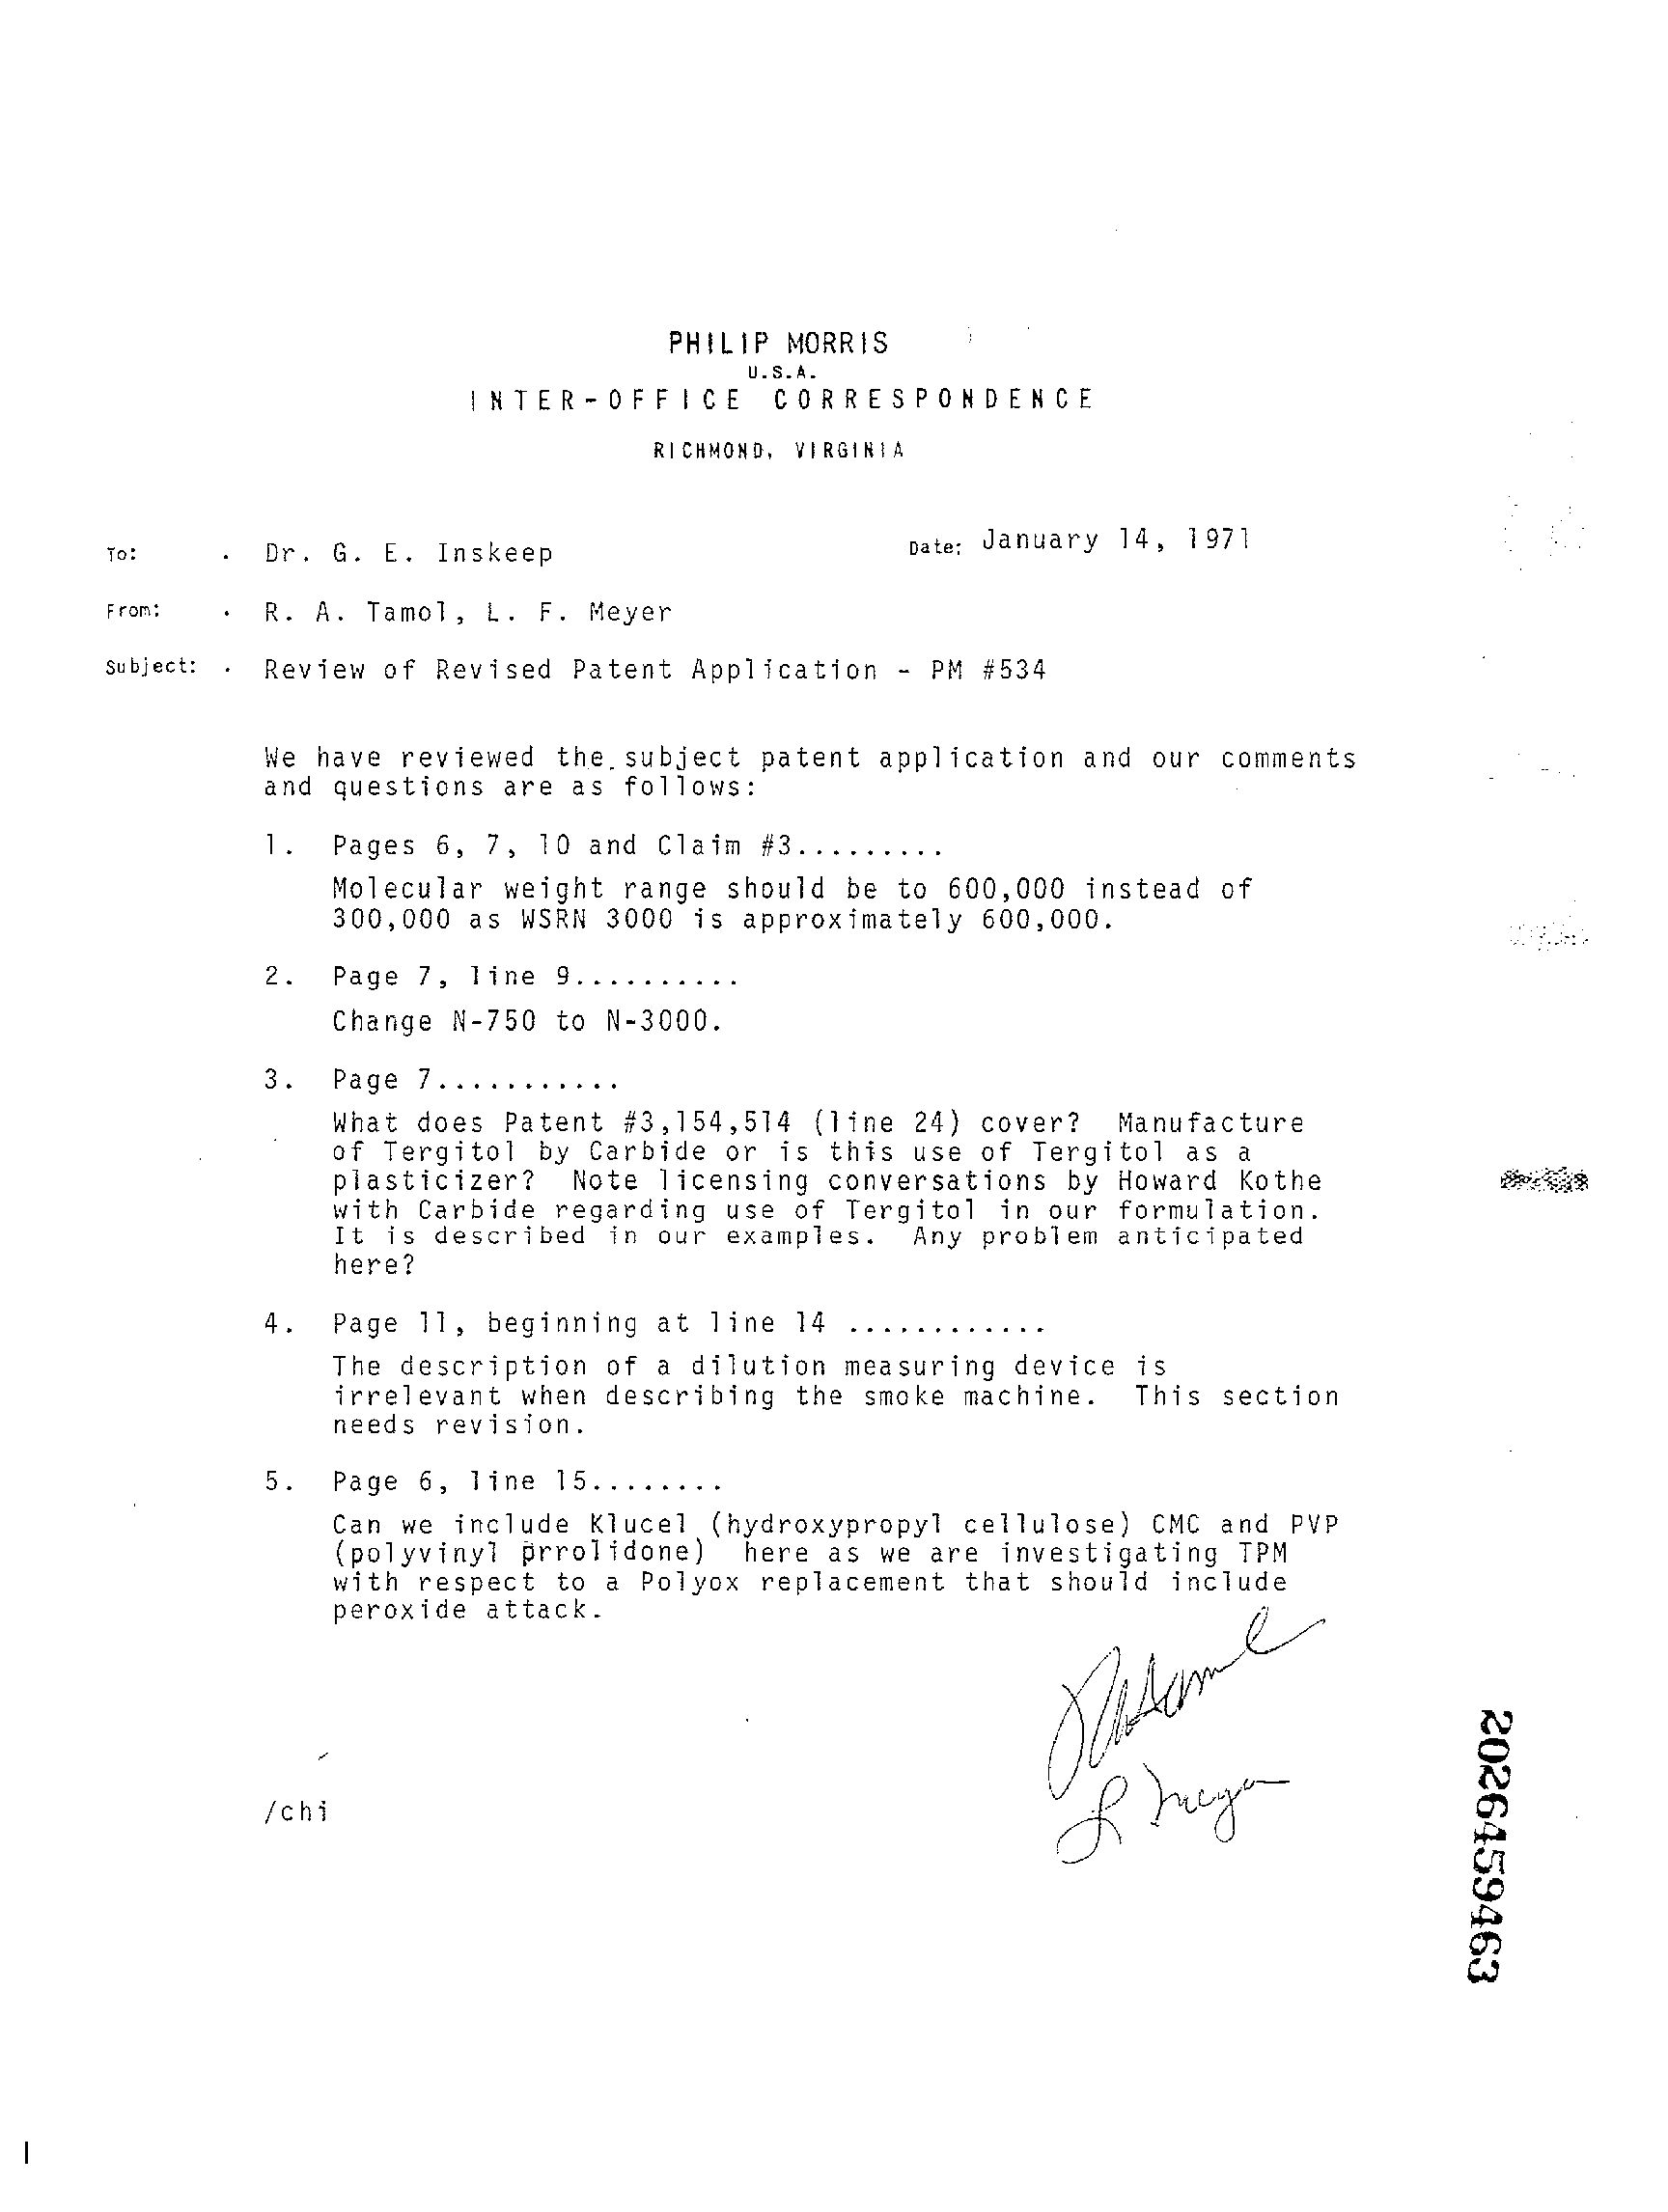 PHILIP MORRIS
U.S.A.
INTER-OFFICE CORRESPONDENCE
RICHMOND, VIRGINIA
To: . Dr. G. E. Inskeep Date: January 14, 1971
From: . R. A. Tamol, L. F. Meyer
Subject: . Review of Revised Patent Application - PM #534
We have reviewed the subject patent application and our comments
and questions are as follows:
1. Pages 6, 7, 10 and Claim #3.........
Molecular weight range should be to 600,000 instead of
300,000 as WSRN 3000 is approximately 600,000.
2. Page 7, line 9..........
Change N-750 to N-3000.
3. Page 7...........
What does Patent #3,154,514 (line 24) cover? Manufacture
of Tergitol by Carbide or is this use of Tergitol as a
plasticizer? Note licensing conversations by Howard Kothe
with Carbide regarding use of Tergitol in our formulation.
It is described in our examples. Any problem anticipated
here?
4. Page 11, beginning at line 14 ............
The description of a dilution measuring device is
irrelevant when describing the smoke machine. This section
needs revision.
5. Page 6, line 15........
Can we include Klucel (hydroxypropyl cellulose) CMC and PVP
(polyvinyl prrolidone) here as we are investigating TPM
with respect to a Polyox replacement that should include
peroxide attack.
RATamol
L Meyer
/chi
2026459463